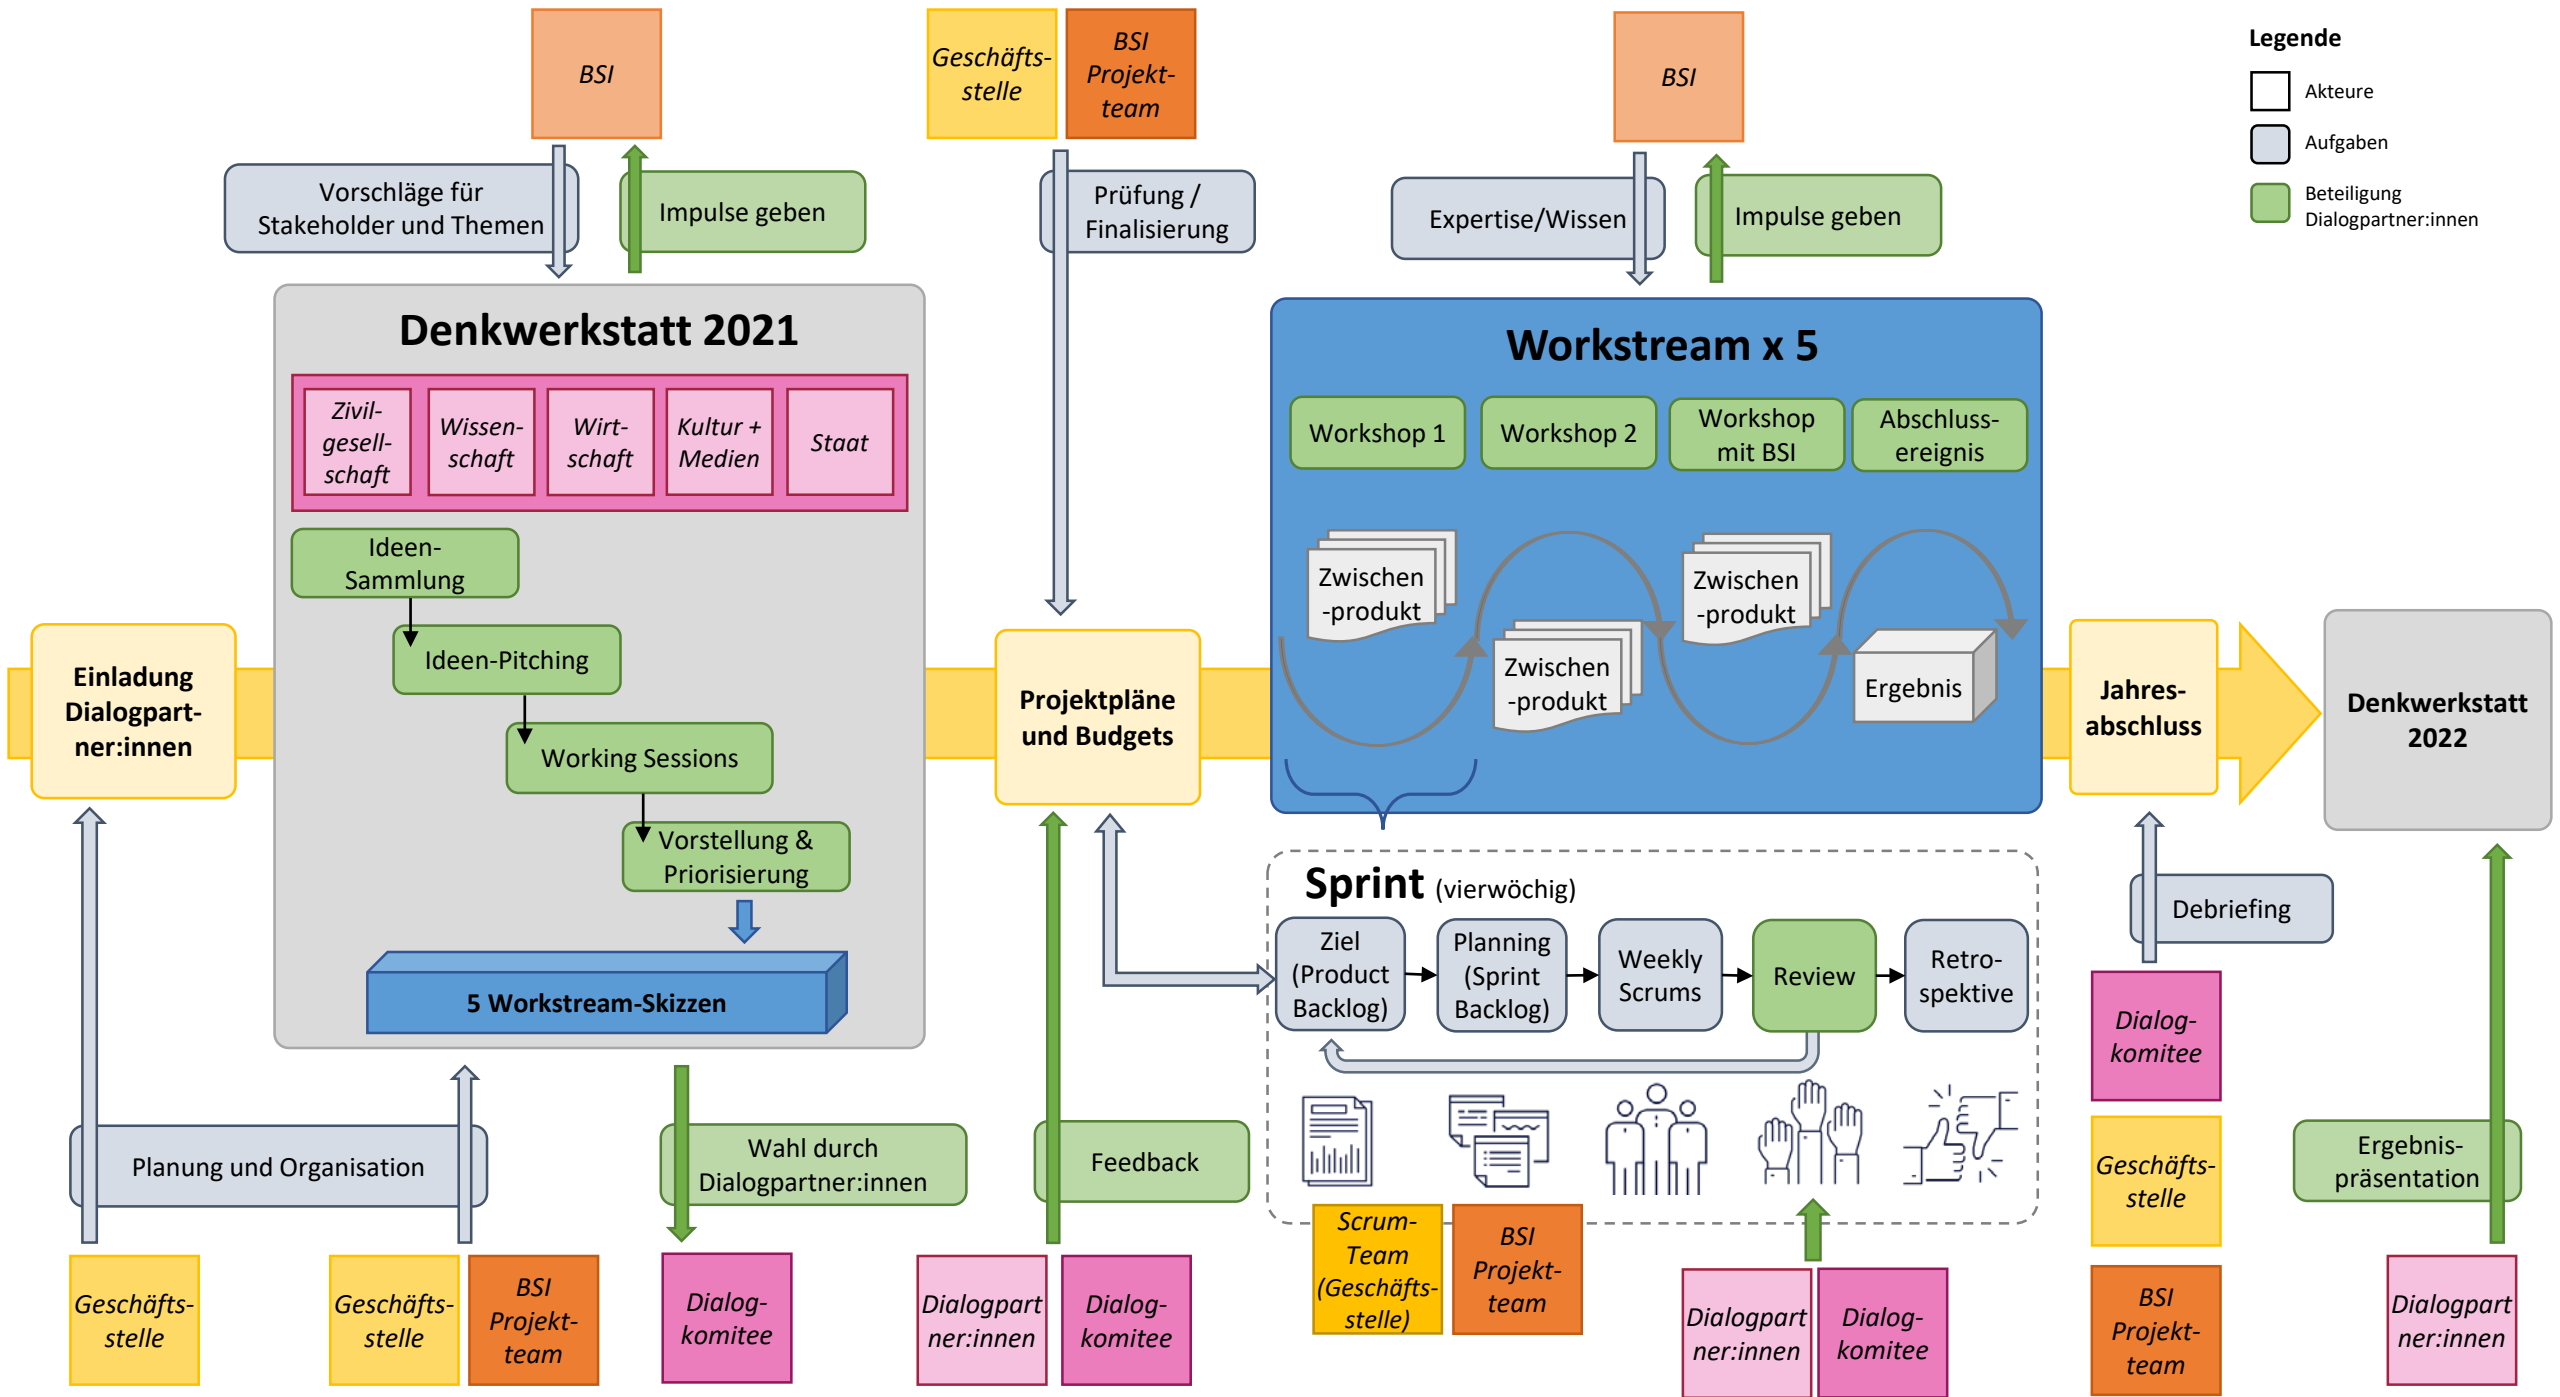 BSI
Geschäfts-
stelle
BSI
Projekt-
team
BSI
Legende
Akteure
Aufgaben
Beteiligung
Dialogpartner:innen
Vorschläge für
Stakeholder und Themen
Impulse geben
Prüfung /
Finalisierung
Expertise/Wissen
Impulse geben
Denkwerkstatt 2021
Zivil-
gesell-
schaft
Wissen-
schaft
Wirt-
schaft
Kultur +
Medien
Staat
Ideen-
Sammlung
Ideen-Pitching
Working Sessions
Vorstellung &
Priorisierung
5 Workstream-Skizzen
Einladung
Dialogpart-
ner:innen
Projektpläne
und Budgets
Workstream x 5
Workshop 1
Workshop 2
Workshop
mit BSI
Abschluss-
ereignis
Zwischen
-produkt
Zwischen
-produkt
Zwischen
-produkt
Ergebnis
Jahres-
abschluss
Denkwerkstatt
2022
Sprint (vierwöchig)
Ziel
(Product
Backlog)
Planning
(Sprint
Backlog)
Weekly
Scrums
Review
Retro-
spektive
Debriefing
Planung und Organisation
Wahl durch
Dialogpartner:innen
Feedback
Ergebnis-
präsentation
Geschäfts-
stelle
Geschäfts-
stelle
BSI
Projekt-
team
Dialog-
komitee
Dialogpart
ner:innen
Dialog-
komitee
Scrum-
Team
(Geschäfts-
stelle)
BSI
Projekt-
team
Dialogpart
ner:innen
Dialog-
komitee
Dialog-
komitee
Geschäfts-
stelle
BSI
Projekt-
team
Dialogpart
ner:innen